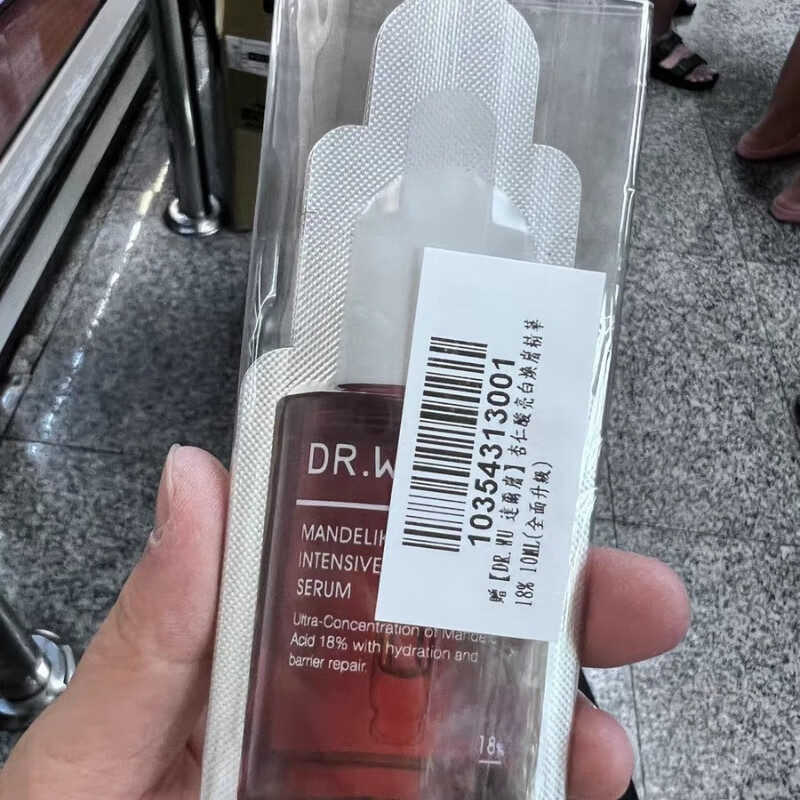 DR.W
MANDELIK
INTENSIVE
SERUM
Ultra-Concentration of Mande
Acid 18% with hydration and
barrier repair.
18%
10354313001
贈【DR.WU 達爾膚】杏仁酸亮白煥膚精華
18% 10ML(全面升級)